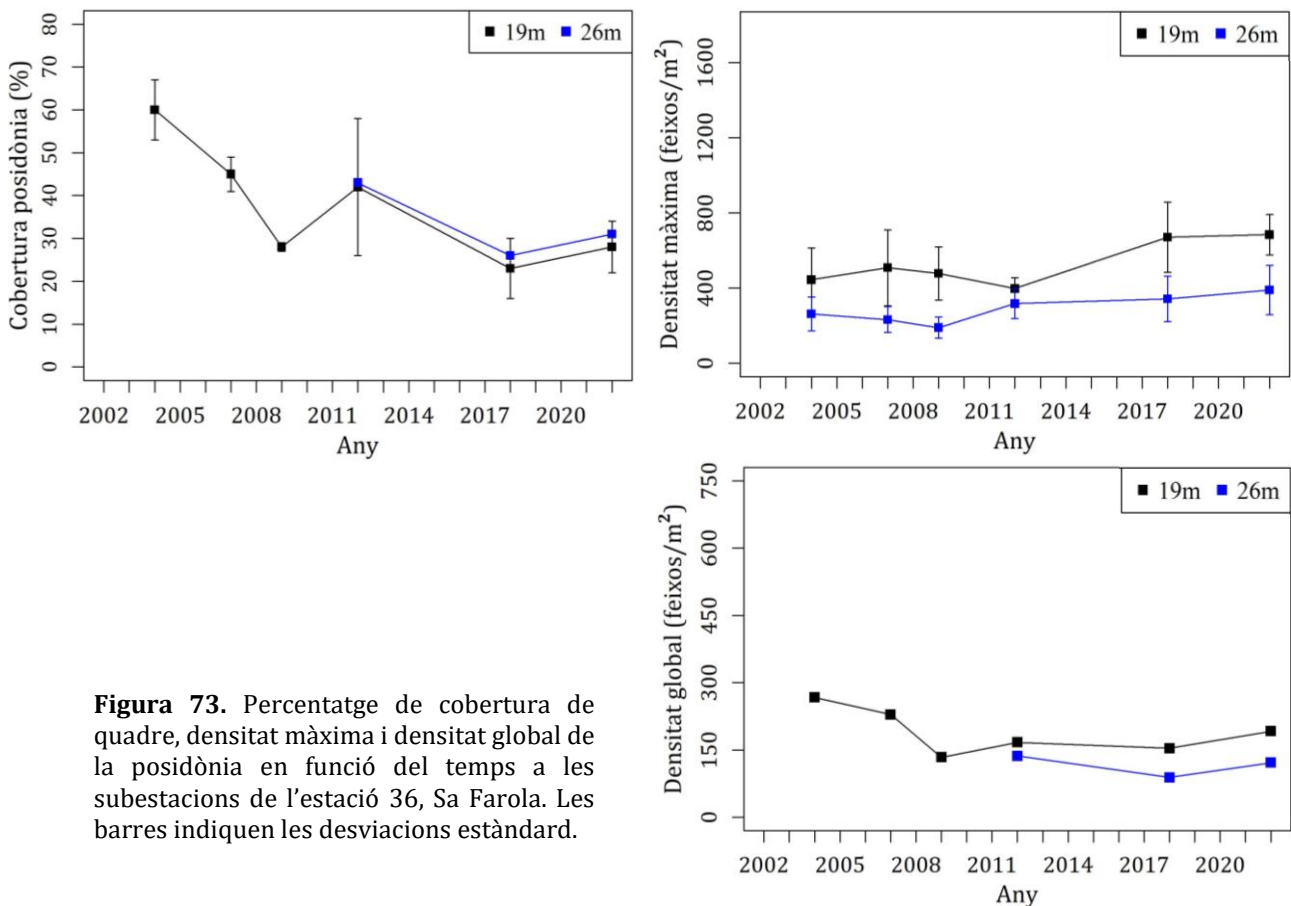 Cobertura posidònia (%)
0 10 20 30 40 50 60 70 80
19m 26m
2002 2005 2008 2011 2014 2017 2020
Any
Densitat màxima (feixos/m²)
0 400 800 1200 1600
19m 26m
2002 2005 2008 2011 2014 2017 2020
Any
Densitat global (feixos/m²)
0 150 300 450 600 750
19m 26m
2002 2005 2008 2011 2014 2017 2020
Any
Figura 73. Percentatge de cobertura de
quadre, densitat màxima i densitat global de
la posidònia en funció del temps a les
subestacions de l’estació 36, Sa Farola. Les
barres indiquen les desviacions estàndard.